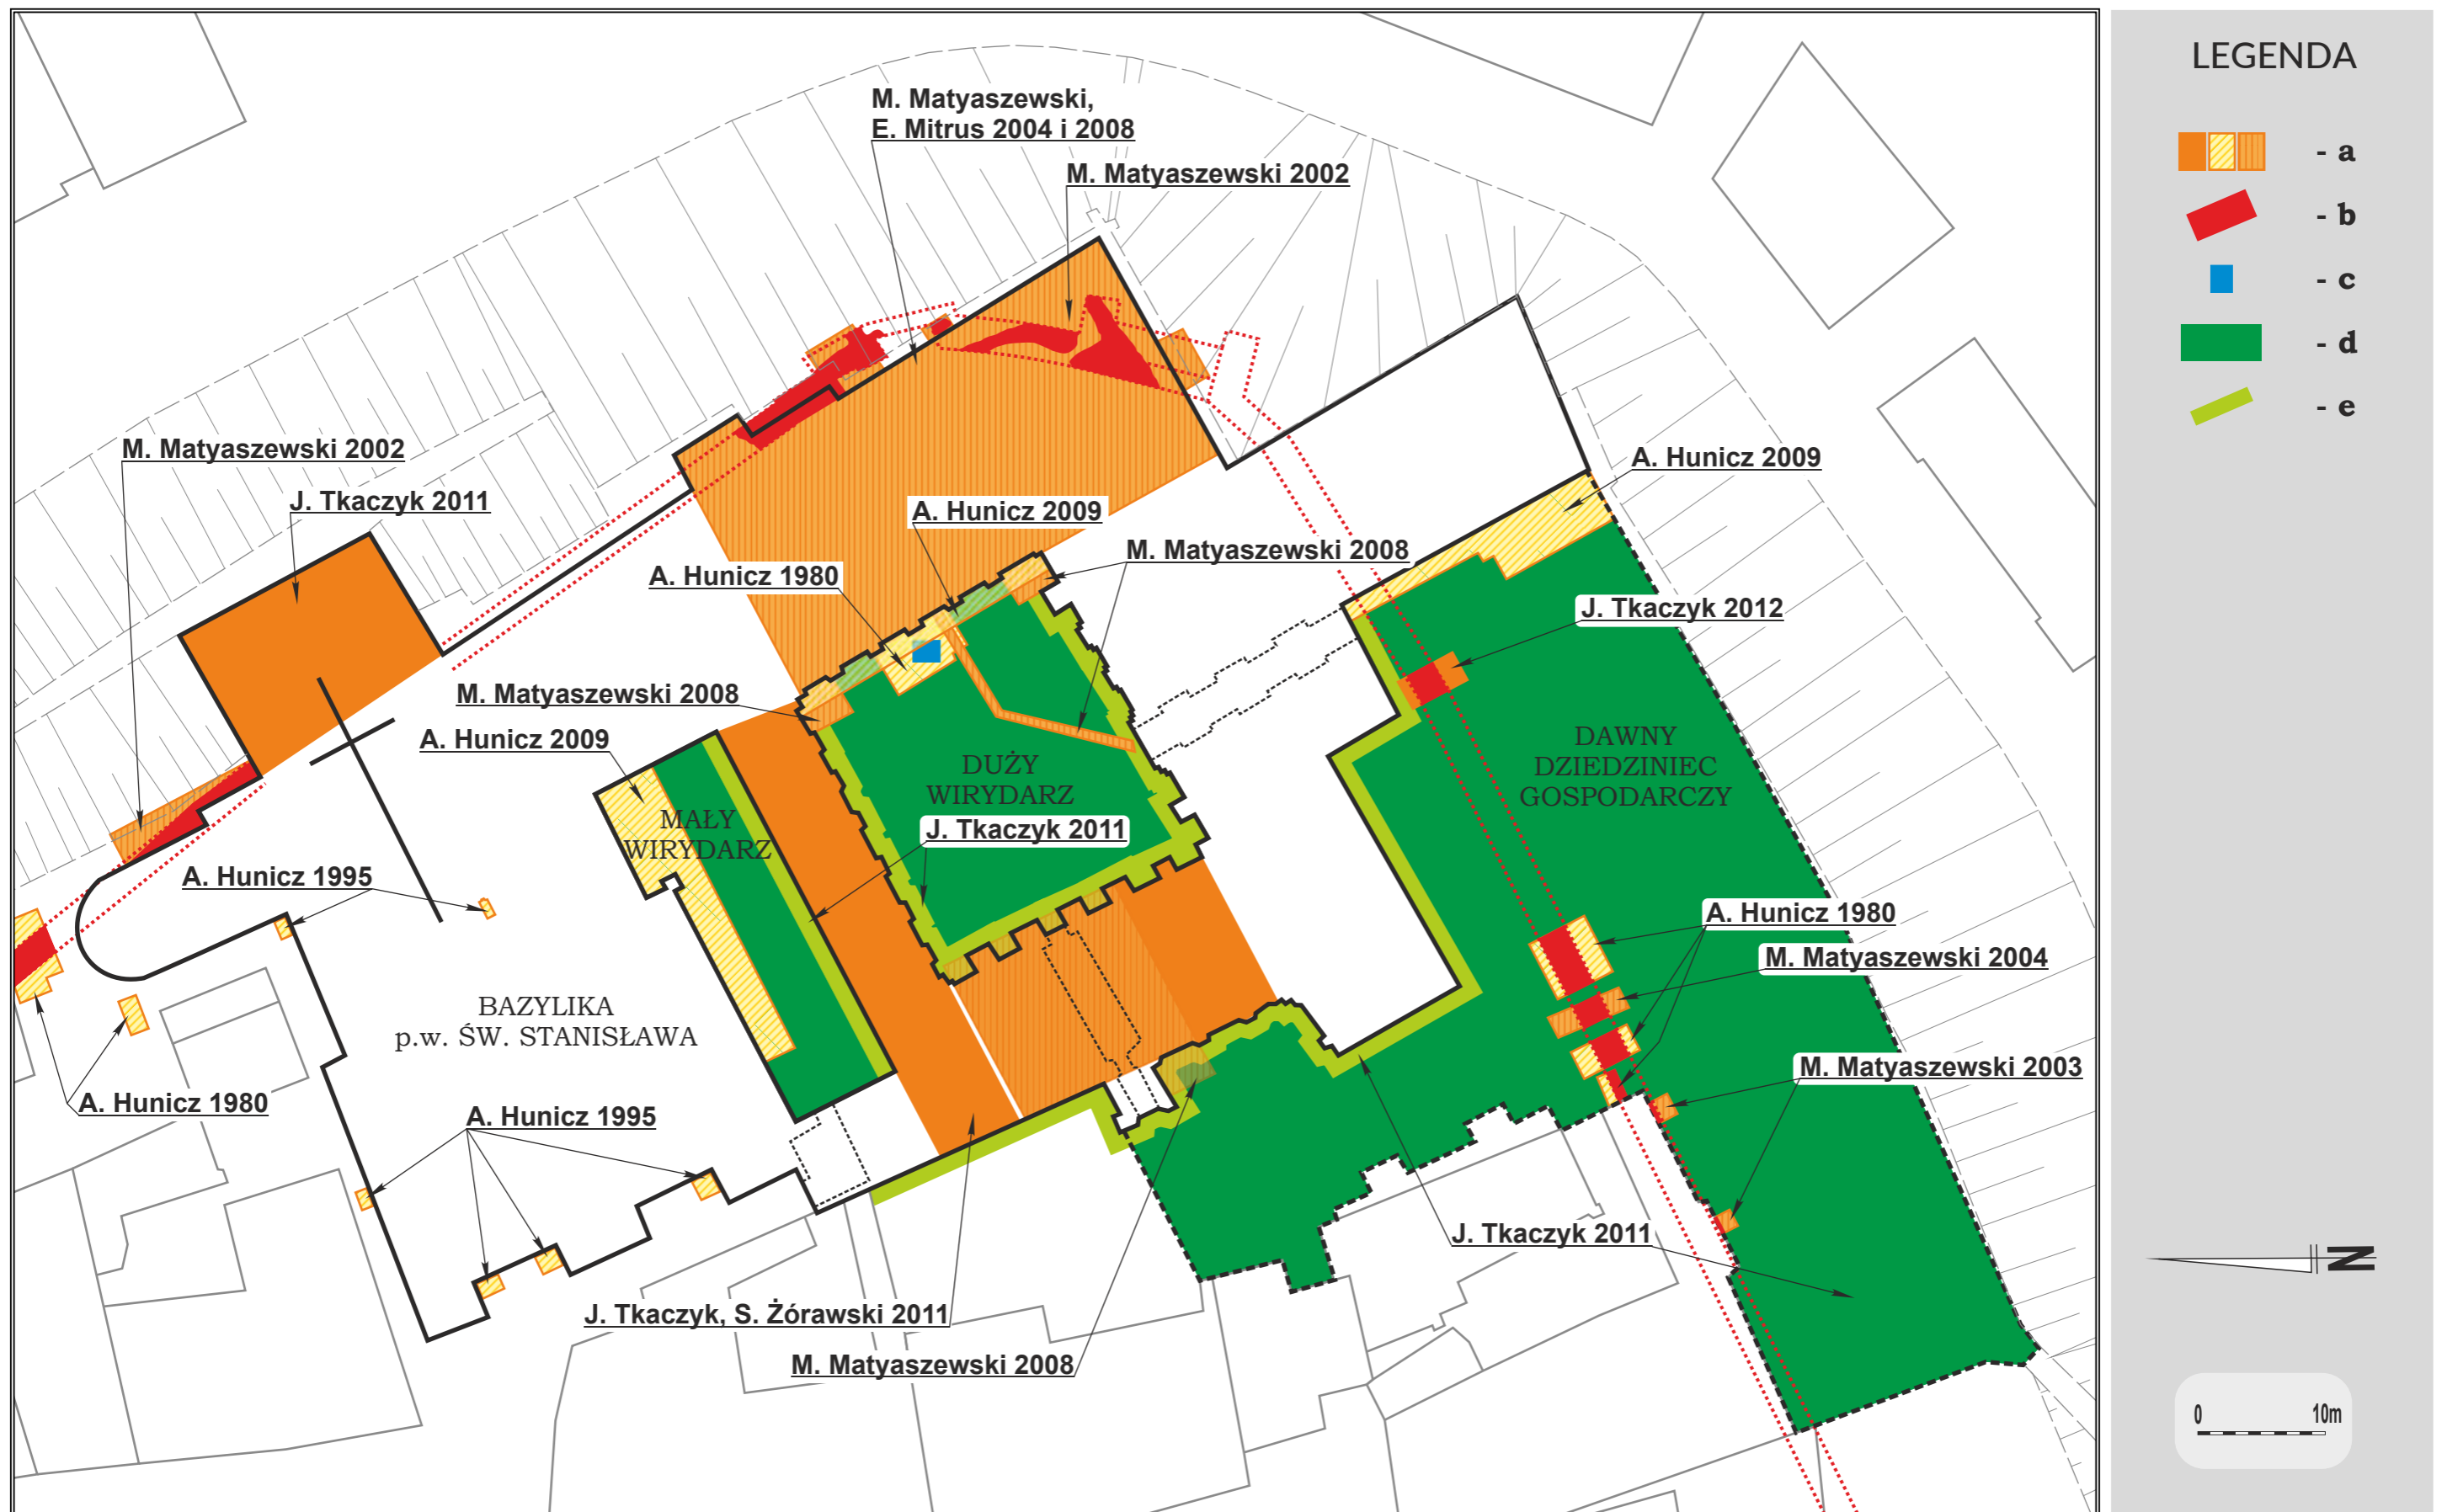 M. Matyaszewski,
E. Mitrus 2004 i 2008
M. Matyaszewski 2002
M. Matyaszewski 2002
J. Tkaczyk 2011
A. Hunicz 2009
A. Hunicz 2009
M. Matyaszewski 2008
A. Hunicz 1980
J. Tkaczyk 2012
M. Matyaszewski 2008
A. Hunicz 2009
DUŻY
WIRYDARZ
DAWNY
DZIEDZINIEC
GOSPODARCZY
MAŁY
WIRYDARZ
J. Tkaczyk 2011
A. Hunicz 1995
A. Hunicz 1980
M. Matyaszewski 2004
BAZYLIKA
p.w. ŚW. STANISŁAWA
M. Matyaszewski 2003
A. Hunicz 1980
A. Hunicz 1995
J. Tkaczyk 2011
J. Tkaczyk, S. Żórawski 2011
M. Matyaszewski 2008
LEGENDA
- a
- b
- c
- d
- e
N
0 10m